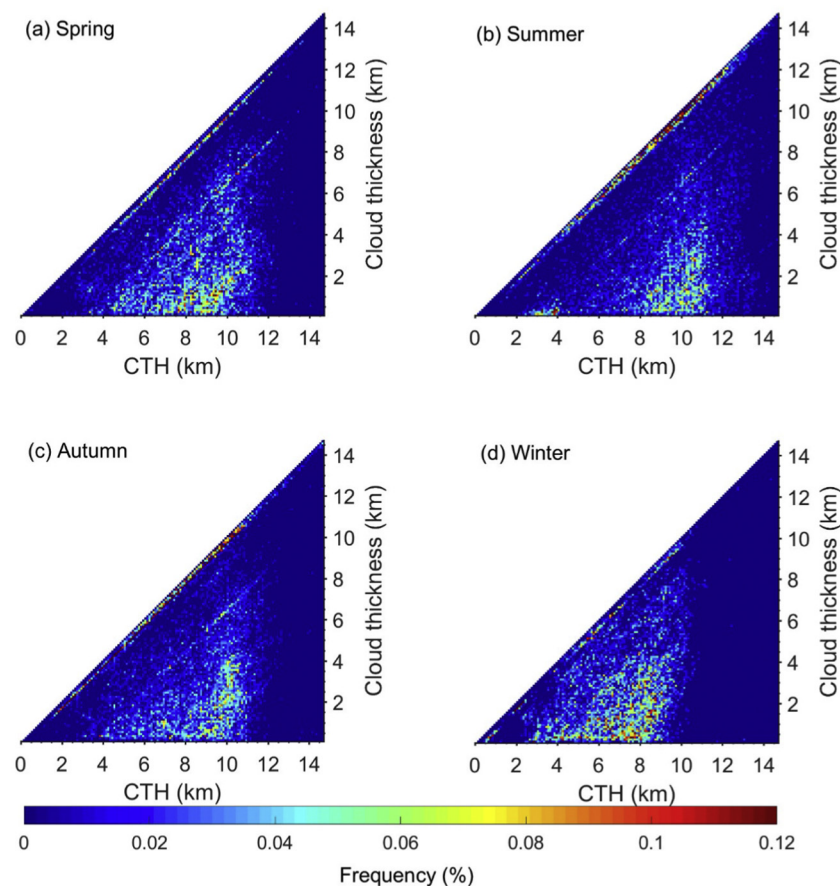 (a) Spring
14
12
10
8
6
4
2
Cloud thickness (km)
0 2 4 6 8 10 12 14
CTH (km)
(b) Summer
14
12
10
8
6
4
2
Cloud thickness (km)
0 2 4 6 8 10 12 14
CTH (km)
(c) Autumn
14
12
10
8
6
4
2
Cloud thickness (km)
0 2 4 6 8 10 12 14
CTH (km)
(d) Winter
14
12
10
8
6
4
2
Cloud thickness (km)
0 2 4 6 8 10 12 14
CTH (km)
0 0.02 0.04 0.06 0.08 0.1 0.12
Frequency (%)